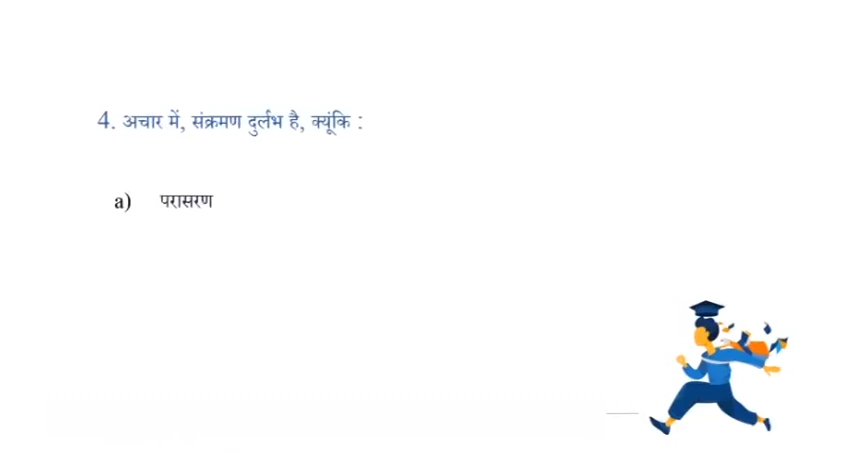 4. अचार में, संक्रमण दुर्लभ है, क्यूंकि :
a) परासरण